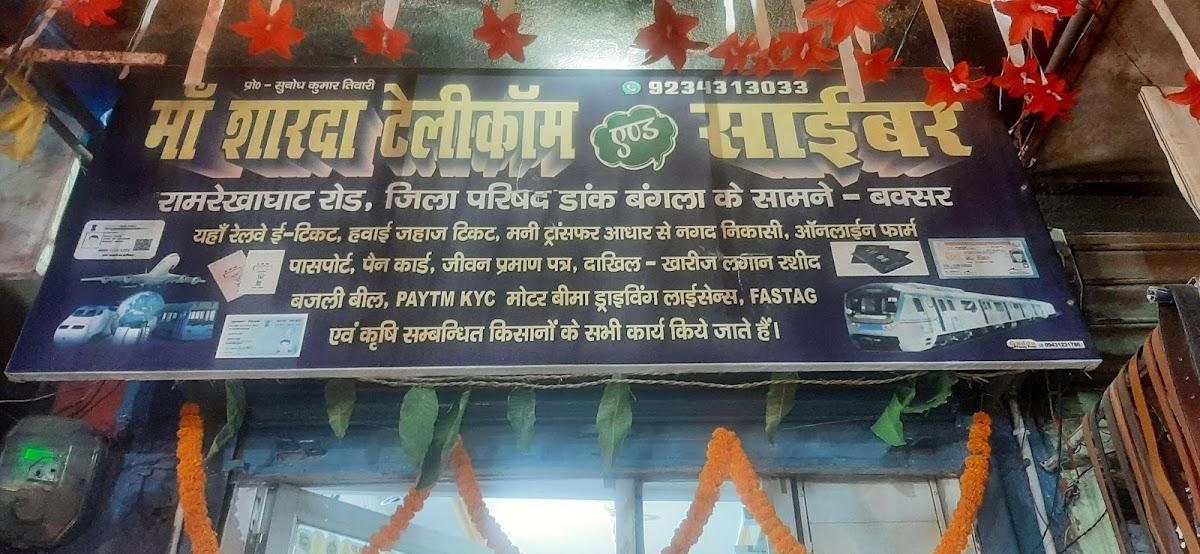 प्रो० - सुबोध कुमार तिवारी
9234313033
माँ शारदा टेलीकॉम एण्ड साईबर
रामरेखाघाट रोड, जिला परिषद डांक बंगला के सामने - बक्सर
यहाँ रेलवे ई-टिकट, हवाई जहाज टिकट, मनी ट्राँसफर आधार से नगद निकासी, ऑनलाईन फार्म
पासपोर्ट, पैन कार्ड, जीवन प्रमाण पत्र, दाखिल - खारीज लगान रशीद
बजली बील, PAYTM KYC मोटर बीमा ड्राइविंग लाईसेन्स, FASTAG
एवं कृषि सम्बन्धित किसानों के सभी कार्य किये जाते हैं।
09431231786